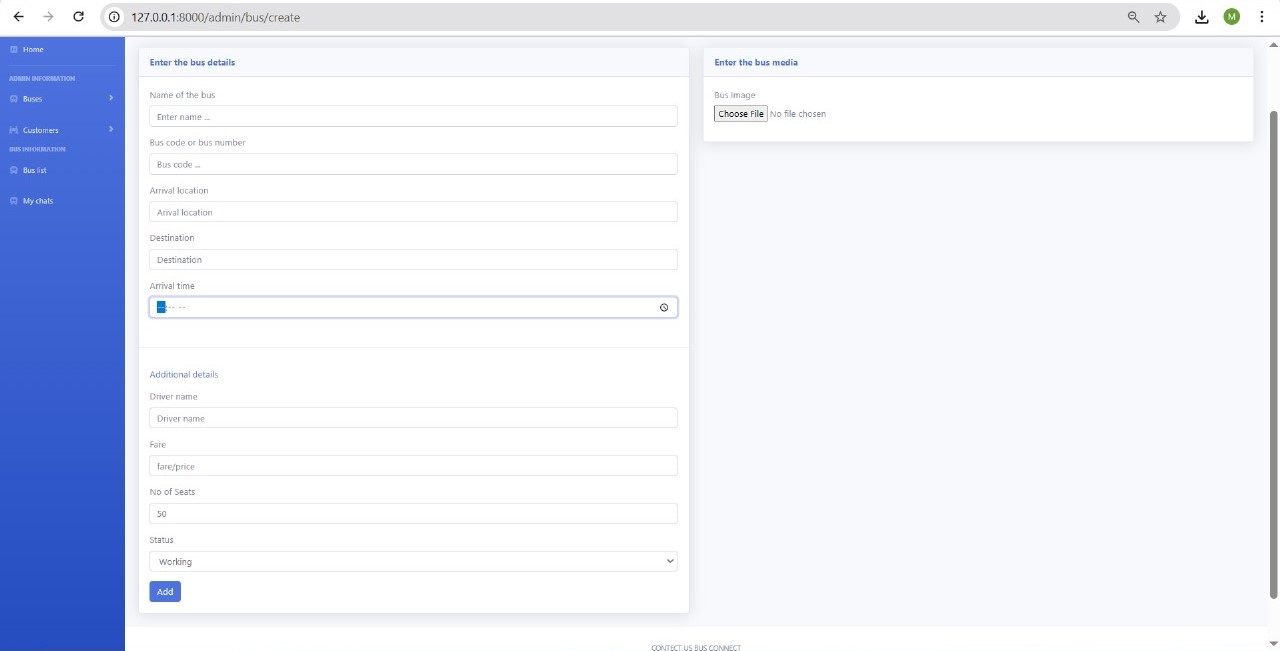 127.0.0.1:8000/admin/bus/create
M
Home
ADMIN INFORMATION
Buses
Customers
BUS INFORMATION
Bus list
My chats
Enter the bus details
Name of the bus
Enter name ...
Bus code or bus number
Bus code ...
Arrival location
Arival location
Destination
Destination
Arrival time
--:-- --
Additional details
Driver name
Driver name
Fare
fare/price
No of Seats
50
Status
Working
Add
Enter the bus media
Bus Image
Choose File No file chosen
CONTECT US BUS CONNECT